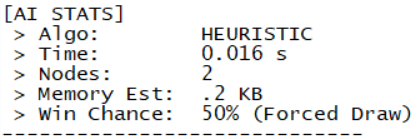 [AI STATS]
 > Algo:         HEURISTIC
 > Time:         0.016 s
 > Nodes:        2
 > Memory Est:   .2 KB
 > Win Chance:   50% (Forced Draw)
------------------------------